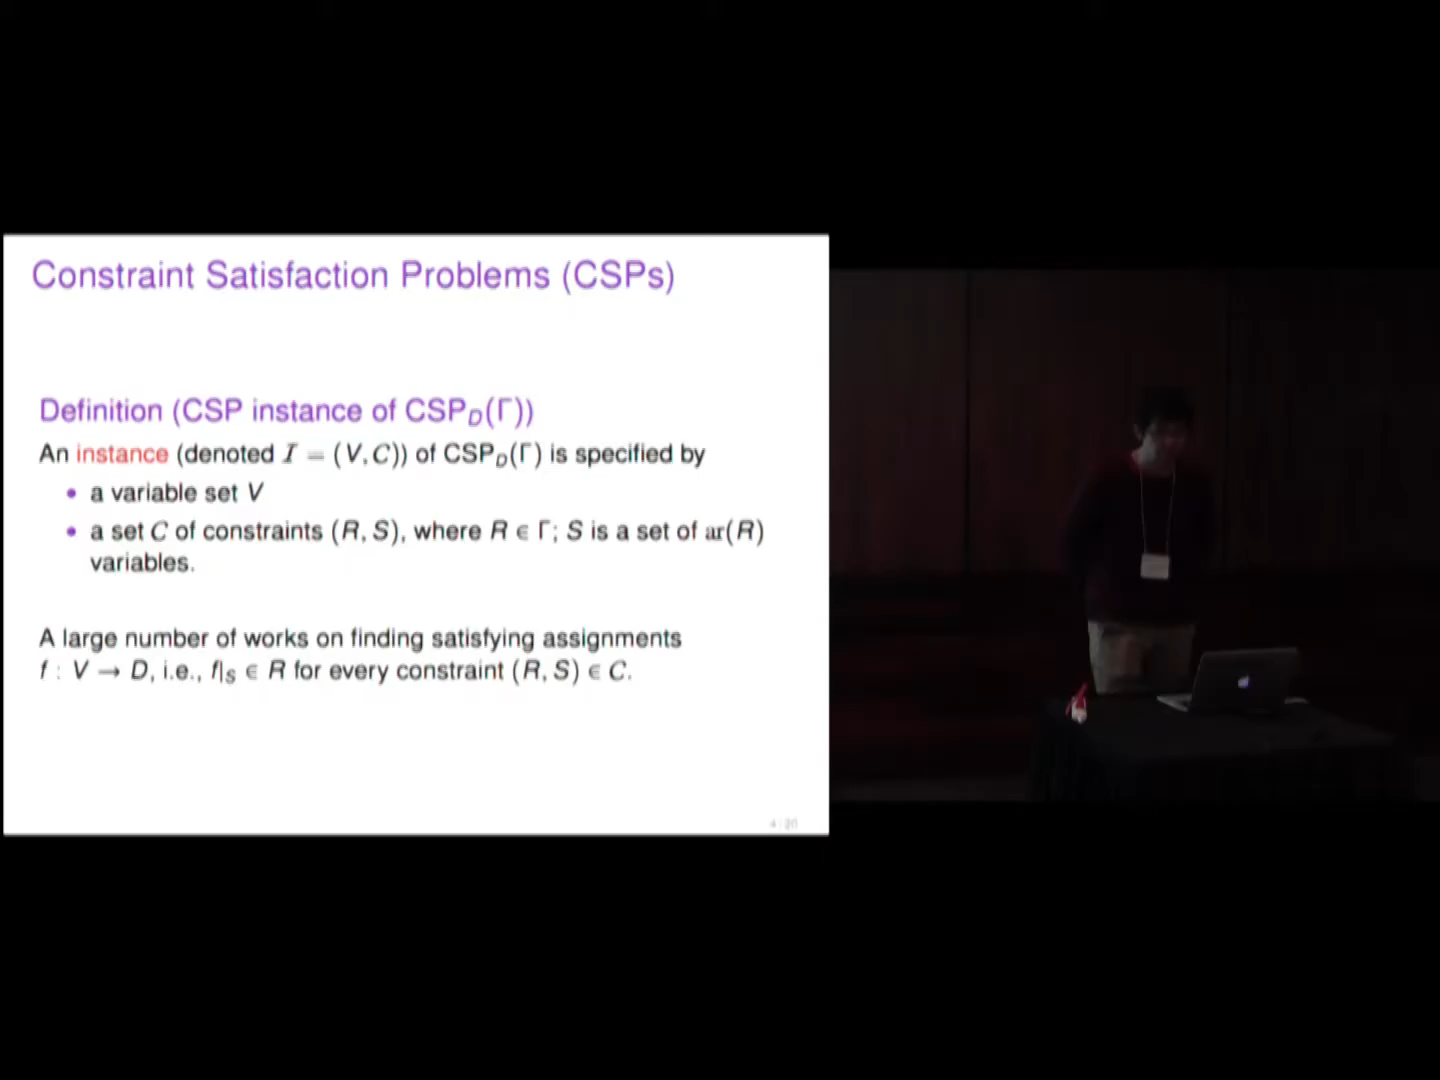 Constraint Satisfaction Problems (CSPs)
Definition (CSP instance of CSP_D(Γ))
An instance (denoted I = (V, C)) of CSP_D(Γ) is specified by
• a variable set V
• a set C of constraints (R, S), where R ∈ Γ; S is a set of ar(R)
variables.
A large number of works on finding satisfying assignments
f : V → D, i.e., f|_S ∈ R for every constraint (R, S) ∈ C.
4 / 20